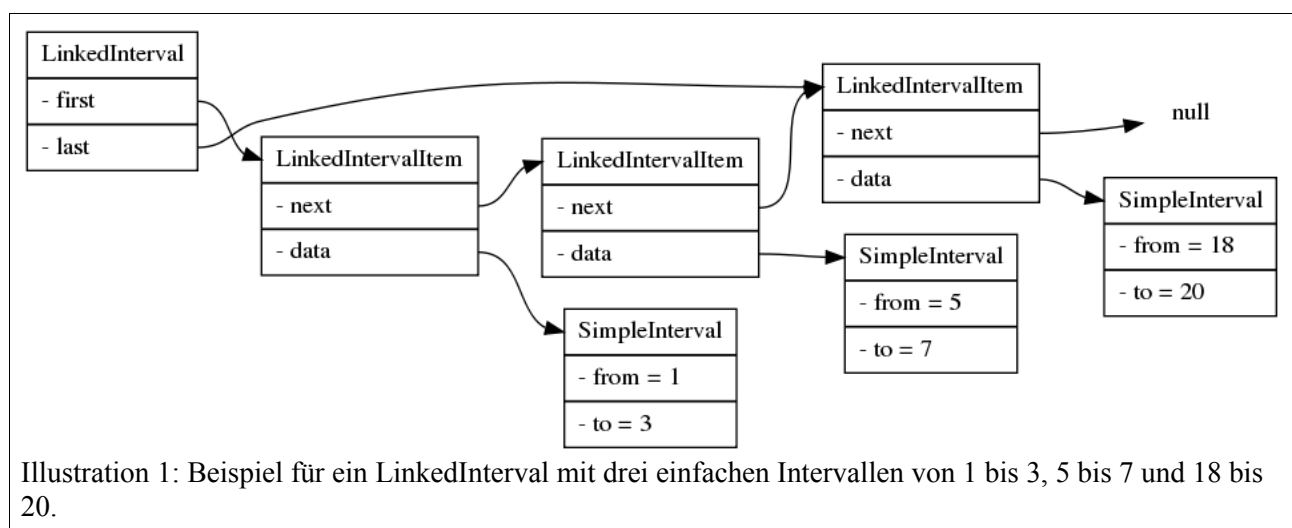 LinkedInterval
- first
- last
LinkedIntervalItem
- next
- data
LinkedIntervalItem
- next
- data
LinkedIntervalItem
- next
- data
null
SimpleInterval
- from = 1
- to = 3
SimpleInterval
- from = 5
- to = 7
SimpleInterval
- from = 18
- to = 20
Illustration 1: Beispiel für ein LinkedInterval mit drei einfachen Intervallen von 1 bis 3, 5 bis 7 und 18 bis
20.